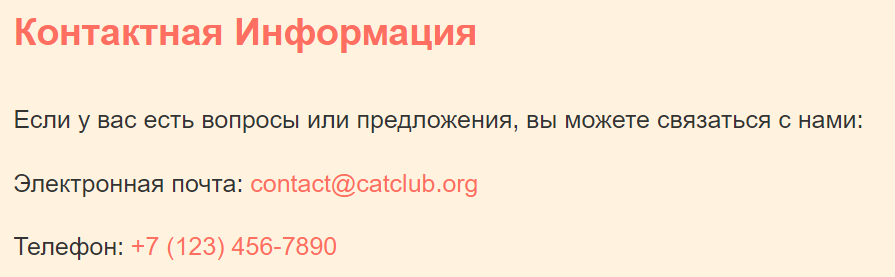 Контактная Информация
Если у вас есть вопросы или предложения, вы можете связаться с нами:
Электронная почта: contact@catclub.org
Телефон: +7 (123) 456-7890